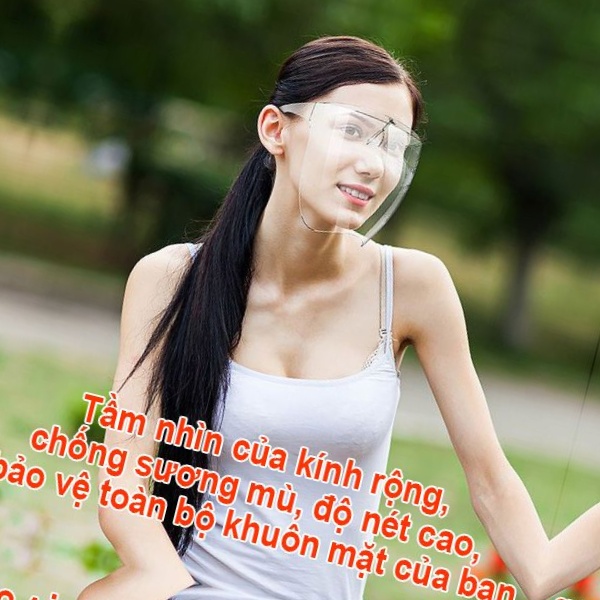 Tầm nhìn của kính rộng,
chống sương mù, độ nét cao,
bảo vệ toàn bộ khuôn mặt của bạn